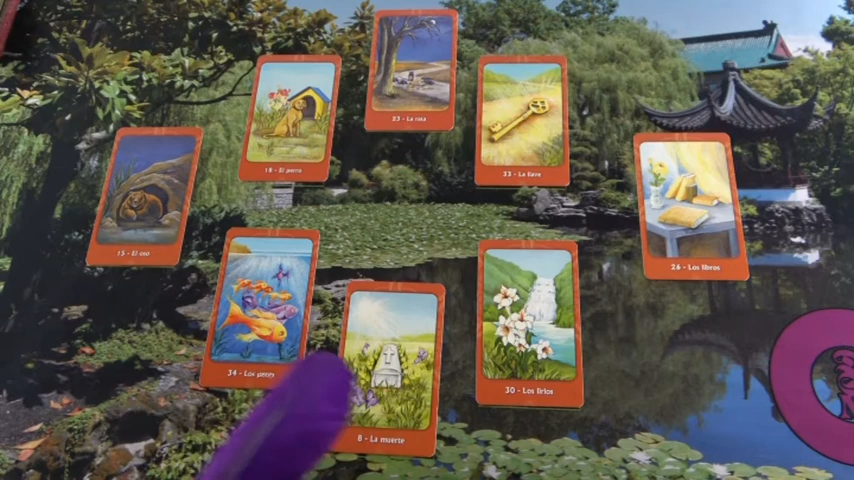 23 - La rata
18 - El perro
33 - La llave
15 - El oso
26 - Los libros
34 - Los peces
30 - Los lirios
8 - La muerte